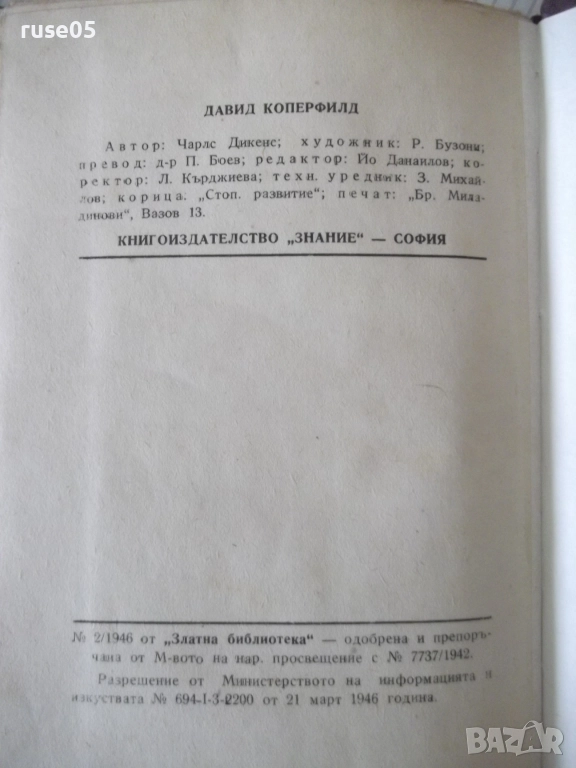 ruse05
ДАВИД КОПЕРФИЛД
Автор: Чарлс Дикенс; художник: Р. Бузони;
превод: д-р П. Боев; редактор: Йо Данаилов; ко-
ректор: Л. Кърджиева; техн. уредник: З. Михай-
лов; корица: „Стоп. развитие“; печат: „Бр. Милa-
динови“, Вазов 13.
КНИГОИЗДАТЕЛСТВО „ЗНАНИЕ“ — СОФИЯ
№ 2/1946 от „Златна библиотека“ — одобрена и препоръ-
чана от М-вото на нар. просвещение с № 7737/1942.
Разрешение от Министерството на информацията и
изкуствата № 694-I-3-2200 от 21 март 1946 година.
BAZAR